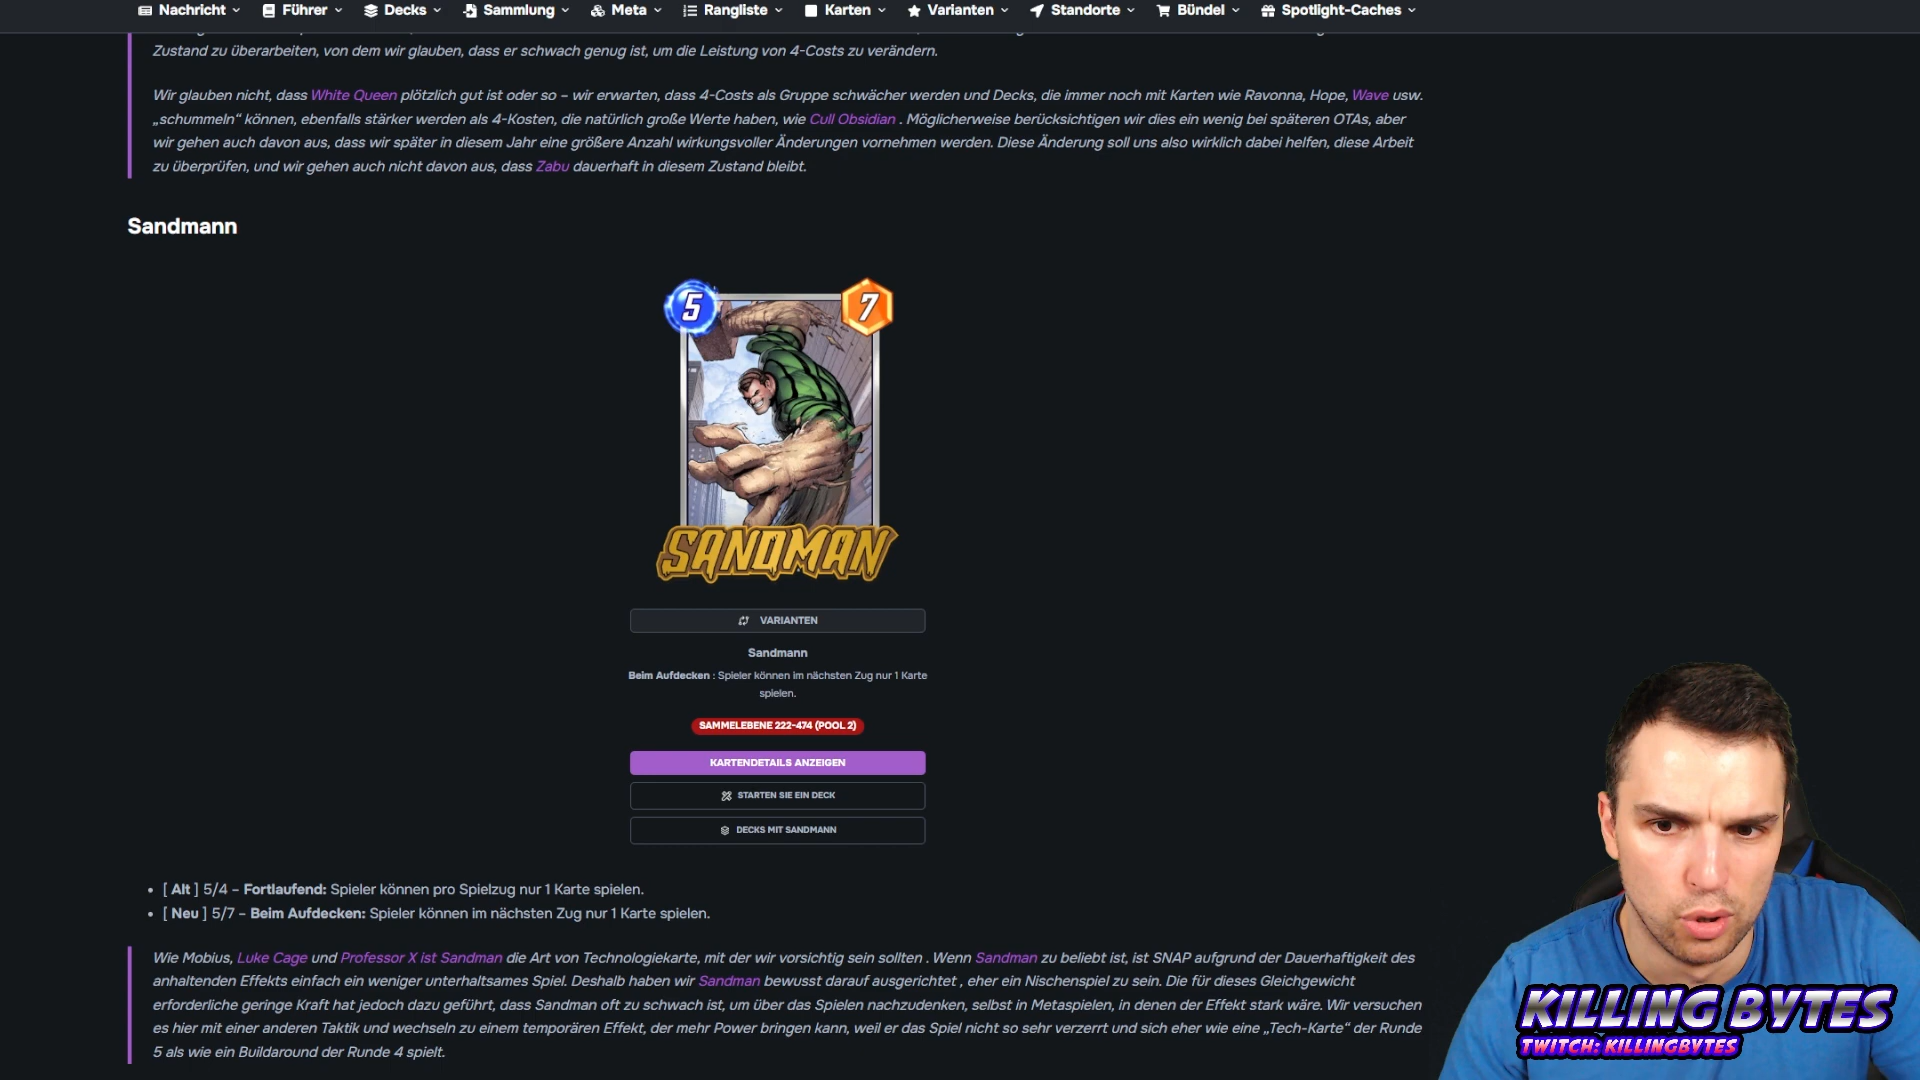 Nachricht Führer Decks Sammlung Meta Rangliste Karten Varianten Standorte Bündel Spotlight-Caches
Zustand zu überarbeiten, von dem wir glauben, dass er schwach genug ist, um die Leistung von 4-Costs zu verändern.
Wir glauben nicht, dass White Queen plötzlich gut ist oder so – wir erwarten, dass 4-Costs als Gruppe schwächer werden und Decks, die immer noch mit Karten wie Ravonna, Hope, Wave usw.
„schummeln“ können, ebenfalls stärker werden als 4-Kosten, die natürlich große Werte haben, wie Cull Obsidian . Möglicherweise berücksichtigen wir dies ein wenig bei späteren OTAs, aber
wir gehen auch davon aus, dass wir später in diesem Jahr eine größere Anzahl wirkungsvoller Änderungen vornehmen werden. Diese Änderung soll uns also wirklich dabei helfen, diese Arbeit
zu überprüfen, und wir gehen auch nicht davon aus, dass Zabu dauerhaft in diesem Zustand bleibt.
Sandmann
5 7
SANDMAN
VARIANTEN
Sandmann
Beim Aufdecken : Spieler können im nächsten Zug nur 1 Karte
spielen.
SAMMELEBENE 222-474 (POOL 2)
KARTENDETAILS ANZEIGEN
STARTEN SIE EIN DECK
DECKS MIT SANDMANN
• [ Alt ] 5/4 – Fortlaufend: Spieler können pro Spielzug nur 1 Karte spielen.
• [ Neu ] 5/7 – Beim Aufdecken: Spieler können im nächsten Zug nur 1 Karte spielen.
Wie Mobius, Luke Cage und Professor X ist Sandman die Art von Technologiekarte, mit der wir vorsichtig sein sollten . Wenn Sandman zu beliebt ist, ist SNAP aufgrund der Dauerhaftigkeit des
anhaltenden Effekts einfach ein weniger unterhaltsames Spiel. Deshalb haben wir Sandman bewusst darauf ausgerichtet , eher ein Nischenspiel zu sein. Die für dieses Gleichgewicht
erforderliche geringe Kraft hat jedoch dazu geführt, dass Sandman oft zu schwach ist, um über das Spielen nachzudenken, selbst in Metaspielen, in denen der Effekt stark wäre. Wir versuchen
es hier mit einer anderen Taktik und wechseln zu einem temporären Effekt, der mehr Power bringen kann, weil er das Spiel nicht so sehr verzerrt und sich eher wie eine „Tech-Karte“ der Runde
5 als wie ein Buildaround der Runde 4 spielt.
KILLING BYTES
TWITCH: KILLINGBYTES